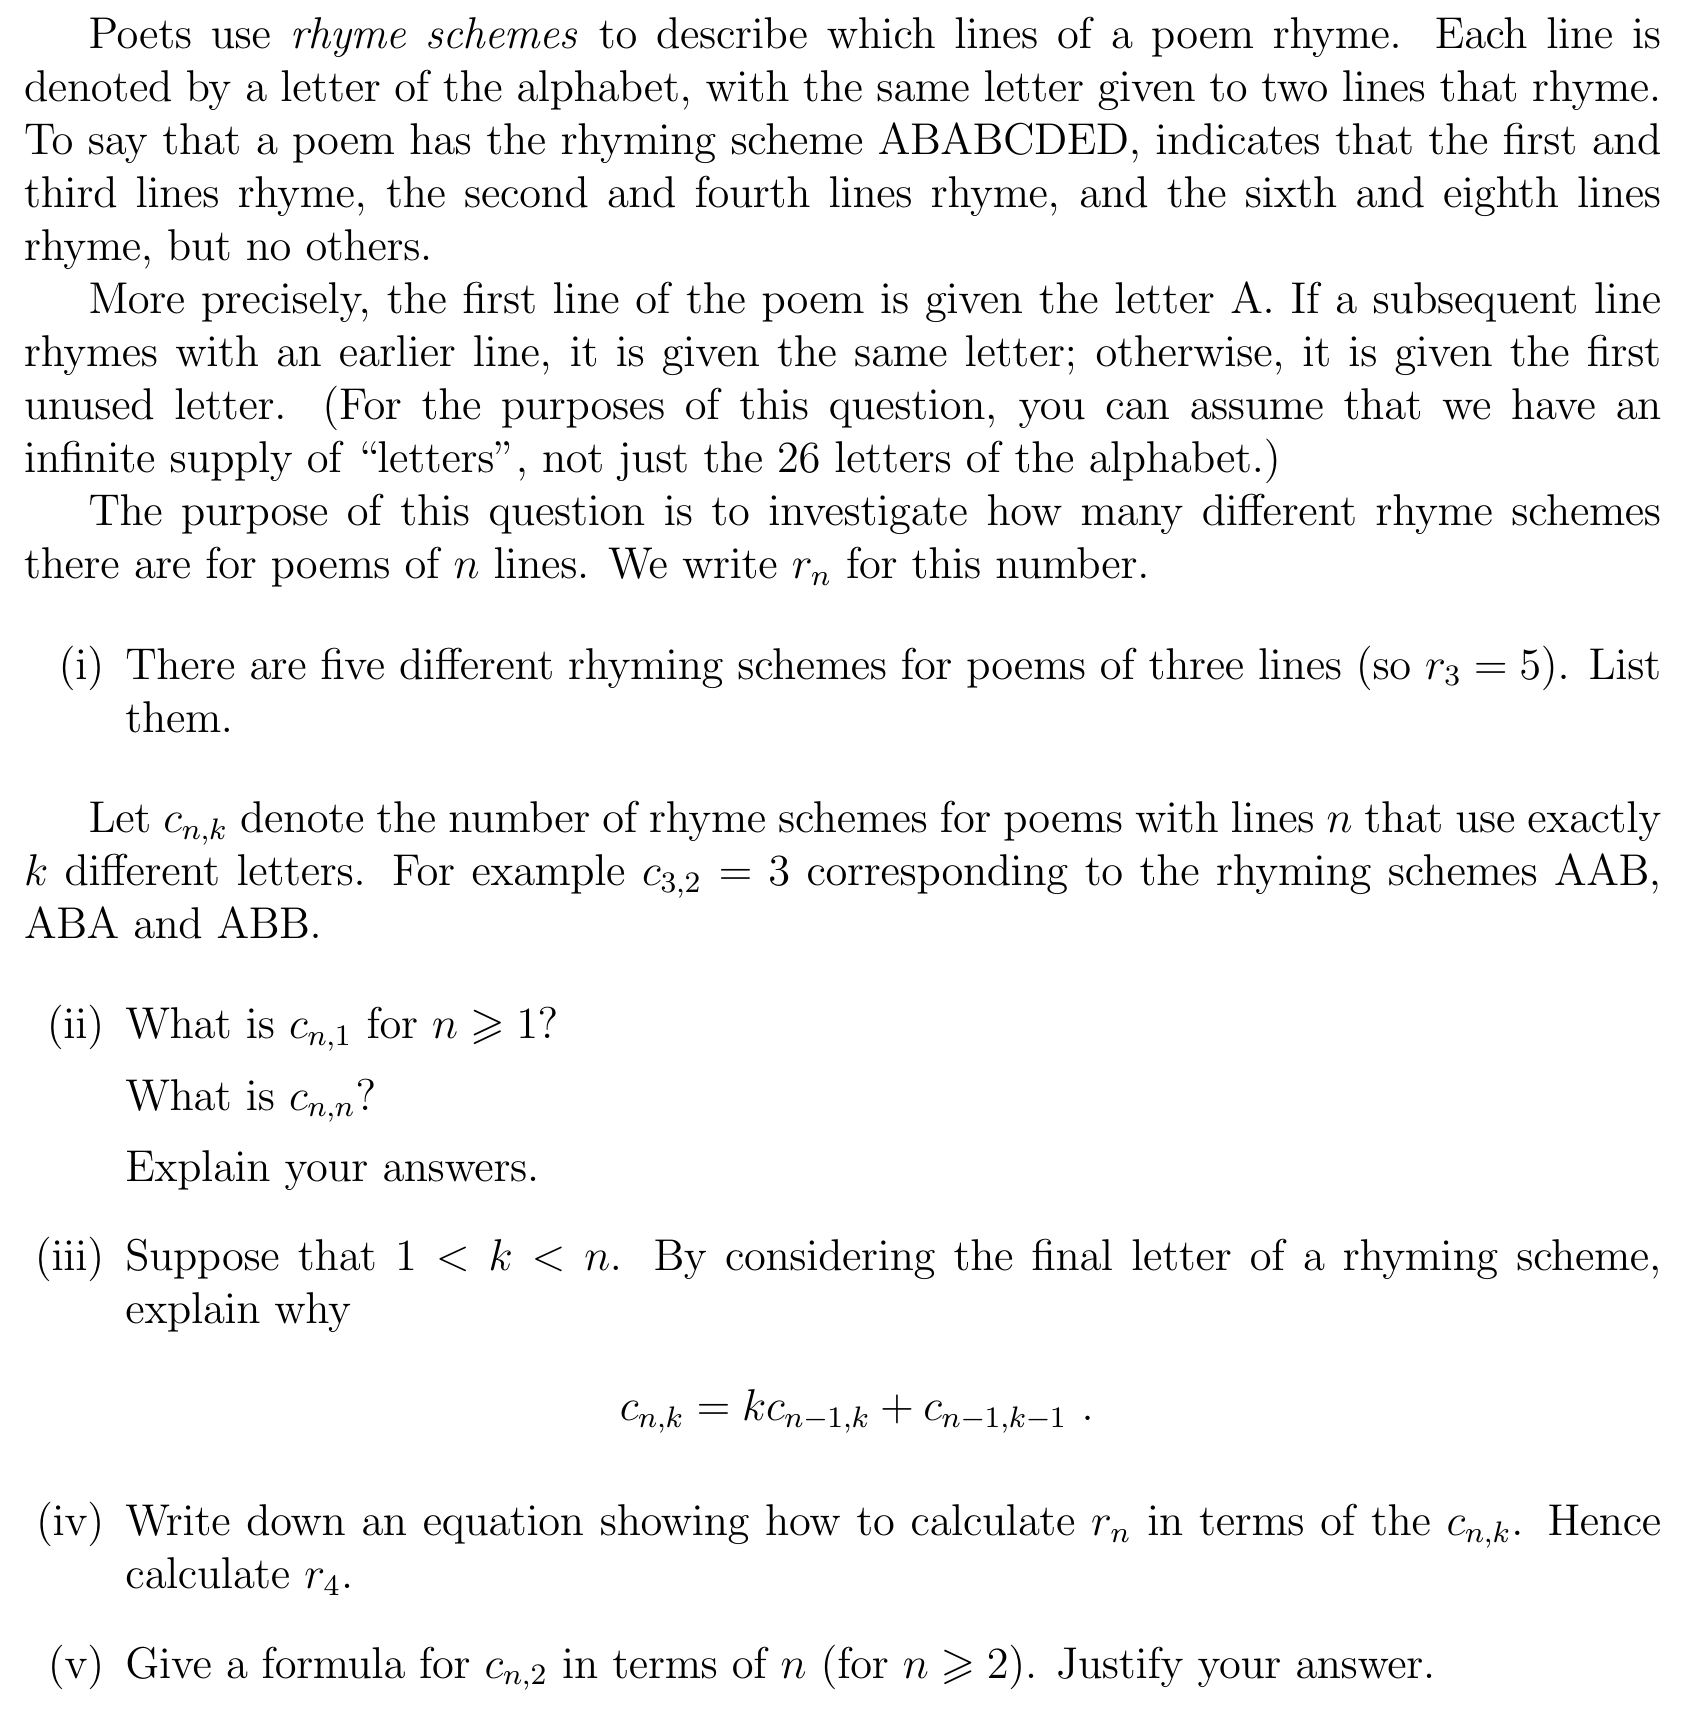 Poets use rhyme schemes to describe which lines of a poem rhyme. Each line is
denoted by a letter of the alphabet, with the same letter given to two lines that rhyme.
To say that a poem has the rhyming scheme ABABCDED, indicates that the first and
third lines rhyme, the second and fourth lines rhyme, and the sixth and eighth lines
rhyme, but no others.
More precisely, the first line of the poem is given the letter A. If a subsequent line
rhymes with an earlier line, it is given the same letter; otherwise, it is given the first
unused letter. (For the purposes of this question, you can assume that we have an
infinite supply of “letters”, not just the 26 letters of the alphabet.)
The purpose of this question is to investigate how many different rhyme schemes
there are for poems of n lines. We write rₙ for this number.
(i) There are five different rhyming schemes for poems of three lines (so r₃ = 5). List
them.
Let c_{n,k} denote the number of rhyme schemes for poems with lines n that use exactly
k different letters. For example c_{3,2} = 3 corresponding to the rhyming schemes AAB,
ABA and ABB.
(ii) What is c_{n,1} for n ⩾ 1?
What is c_{n,n}?
Explain your answers.
(iii) Suppose that 1 < k < n. By considering the final letter of a rhyming scheme,
explain why
c_{n,k} = kc_{n−1,k} + c_{n−1,k−1} .
(iv) Write down an equation showing how to calculate rₙ in terms of the c_{n,k}. Hence
calculate r₄.
(v) Give a formula for c_{n,2} in terms of n (for n ⩾ 2). Justify your answer.